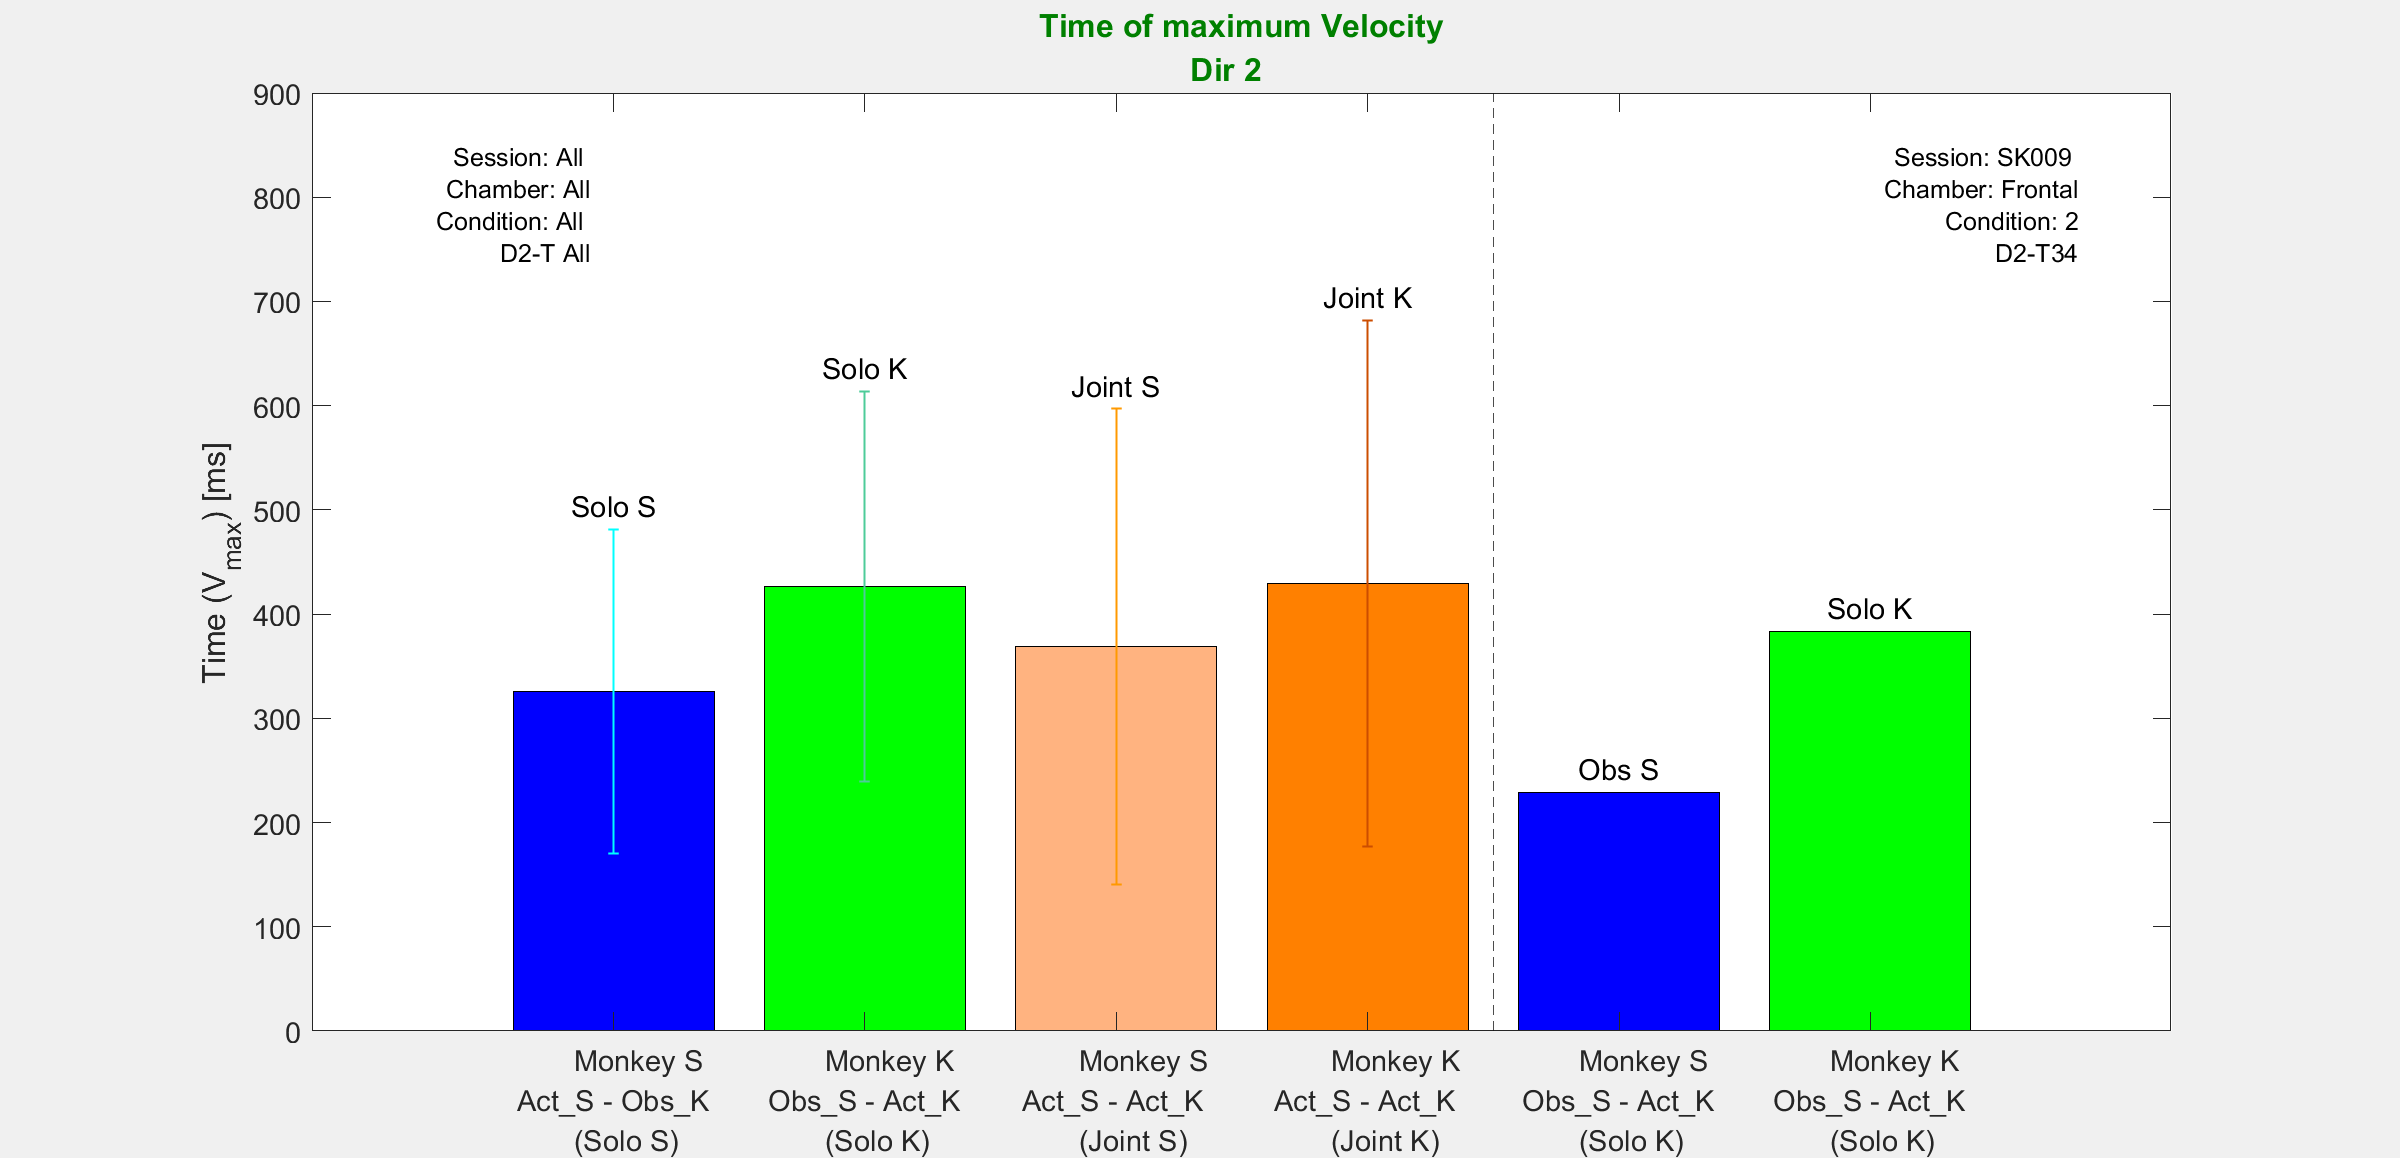 Time of maximum Velocity
Dir 2
Session: All
Chamber: All
Condition: All
D2-T All
Session: SK009
Chamber: Frontal
Condition: 2
D2-T34
Time (Vmax) [ms]
900
800
700
600
500
400
300
200
100
0
Solo S
Solo K
Joint S
Joint K
Obs S
Solo K
Monkey S
Act_S - Obs_K
(Solo S)
Monkey K
Obs_S - Act_K
(Solo K)
Monkey S
Act_S - Act_K
(Joint S)
Monkey K
Act_S - Act_K
(Joint K)
Monkey S
Obs_S - Act_K
(Solo K)
Monkey K
Obs_S - Act_K
(Solo K)